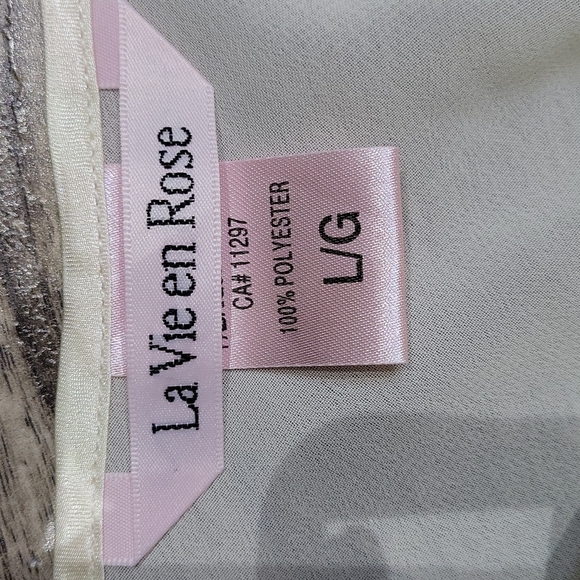 La Vie en Rose
CA# 11297
100% POLYESTER
L/G